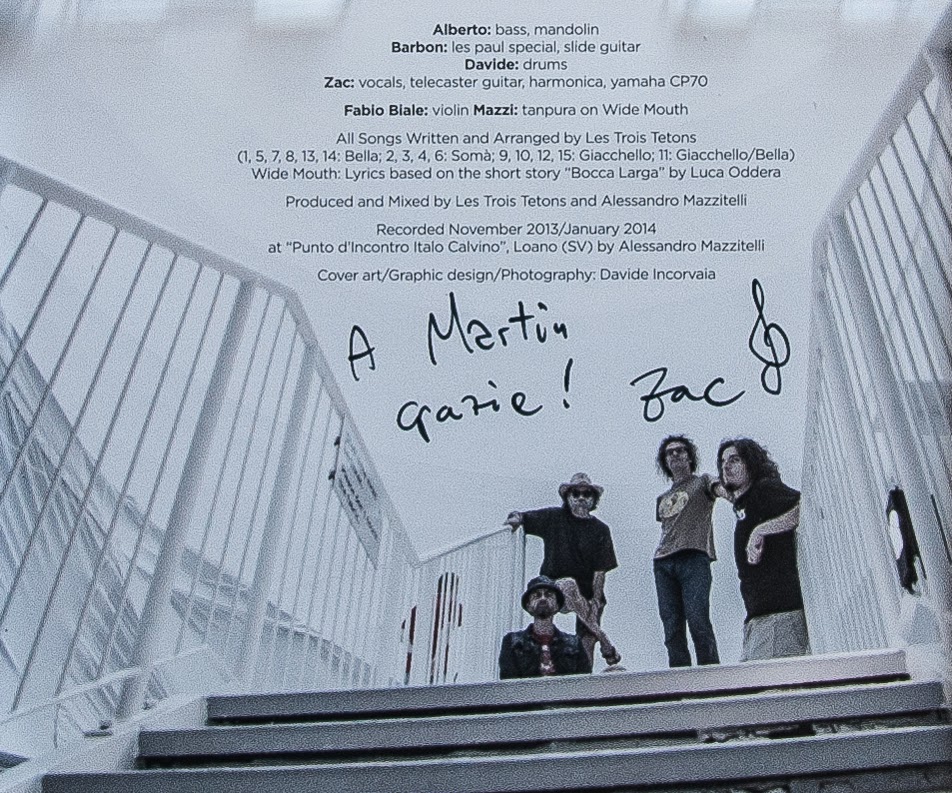 Alberto: bass, mandolin
Barbon: les paul special, slide guitar
Davide: drums
Zac: vocals, telecaster guitar, harmonica, yamaha CP70
Fabio Biale: violin Mazzi: tanpura on Wide Mouth
All Songs Written and Arranged by Les Trois Tetons
(1, 5, 7, 8, 13, 14: Bella; 2, 3, 4, 6: Somà; 9, 10, 12, 15: Giacchello; 11: Giacchello/Bella)
Wide Mouth: Lyrics based on the short story “Bocca Larga” by Luca Oddera
Produced and Mixed by Les Trois Tetons and Alessandro Mazzitelli
Recorded November 2013/January 2014
at “Punto d’Incontro Italo Calvino”, Loano (SV) by Alessandro Mazzitelli
Cover art/Graphic design/Photography: Davide Incorvaia
A Martin
grazie! Zac